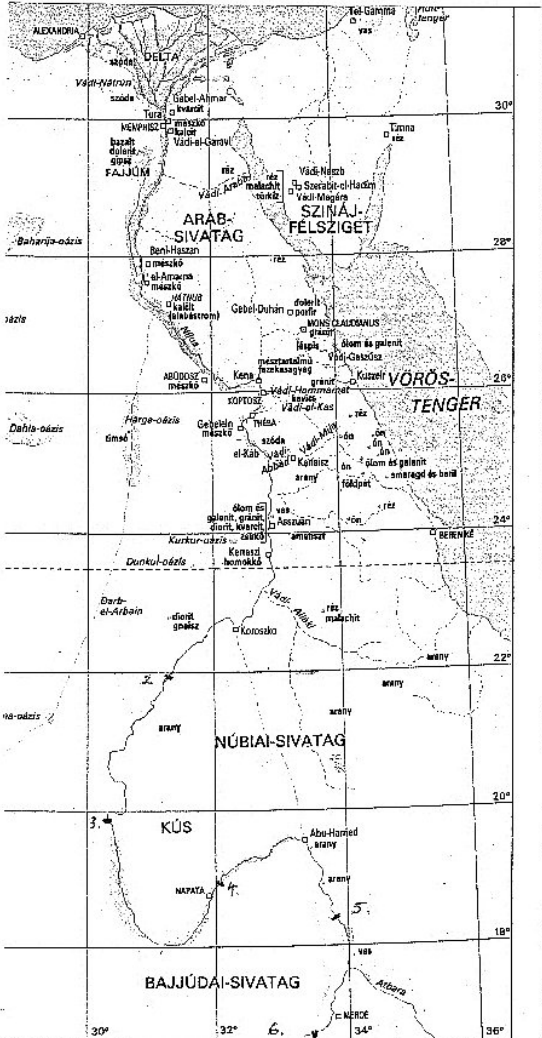 ALEXANDRIA
Tel Gamma
vas
tenger
szóda
DELTA
Vádi-Nátrun
szóda
Gebel-Ahmar
kvarcit
30°
Tura
mészkő
MEMPHISZ
kalcit
Vádi-el-Garavi
Timna
réz
bazalt
dolerit,
gipsz
FAJJÚM
réz
Vádi-Araba
réz
malachit
türkiz
Vádi-Naszb
Szerabit-el-Hadim
Vádi-Magára
ARAB-
SIVATAG
SZINÁJ-
FÉLSZIGET
Baharija-oázis
28°
Beni-Haszan
mészkő
réz
el-Amarna
mészkő
HATNUB
kalcit
(alabástrom)
Gebel-Duhán
dolerit
porfir
MONS CLAUDIANUS
gránit
Nílus
jáspis
ólom és galenit
Vádi-Gaszúsz
mésztartalmú
fazekasagyag
ABÜDOSZ
mészkő
Kena
gránit
Kuszeir
VÖRÖS-
TENGER
26°
Vádi-Hammamat
KOPTOSZ
kavics
Vádi-el-Kas
Dahla-oázis
Harga-oázis
timsó
Gebelein
mészkő
THÉBA
réz
szóda
Vádi-Mija
ón
ón
ón
el-Káb
Vádi-
Abbád
Kanaisz
arany
ón
ólom és galenit
földpát
smaragd és beril
ólom és
galenit, gránit,
diorit, kvarcit
vas
Asszuán
ón
réz
24°
Kurkur-oázis
ametiszt
BERENIKÉ
Dunkul-oázis
homokkő
Darb-
el-Arbain
Vádi-
Allaki
diorit
gneisz
réz
malachit
Koroszko
arany
22°
2.
arany
arany
arany
NÚBIAI-SIVATAG
20°
3.
KÚS
Abu-Hamed
arany
NAPATA
4.
arany
5.
18°
vas
BAJJÚDAI-SIVATAG
Atbara
MEROÉ
30°
32°
6.
34°
36°